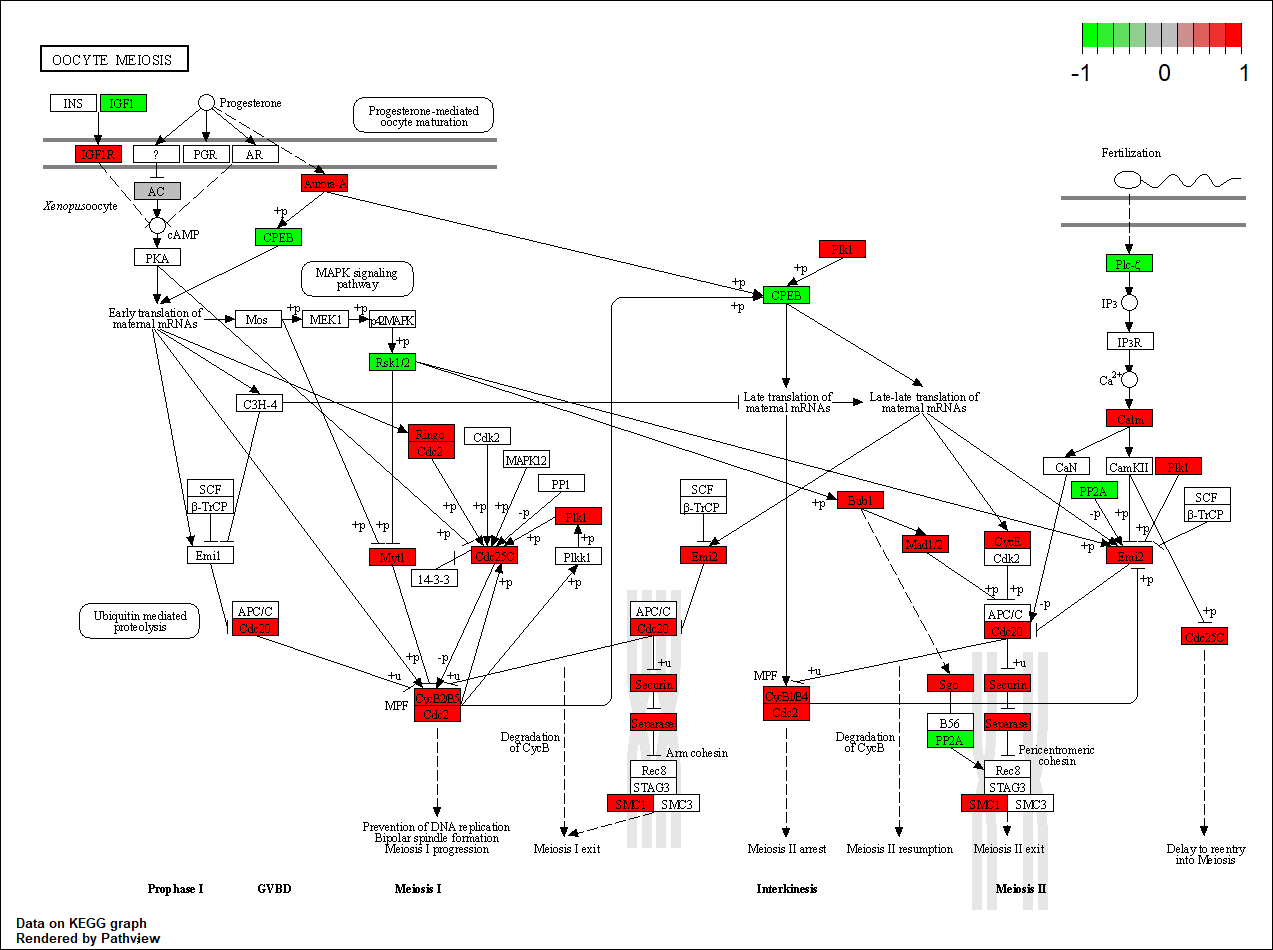 OOCYTE MEIOSIS
-1
0
1
INS
IGF1
Progesterone
Progesterone-mediated
oocyte maturation
IGF1R
?
PGR
AR
Fertilization
AC
Aurora-A
Xenopusoocyte
+p
cAMP
CPEB
PKA
Plk1
+p
Plc-ξ
MAPK signaling
pathway
+p
CPEB
+p
IP3
Early translation of
maternal mRNAs
Mos
+p
MEK1
+p
p42MAPK
+p
IP3R
Rsk1/2
Ca2+
C3H-4
Late translation of
maternal mRNAs
Late-late translation of
maternal mRNAs
Calm
Ringo
Cdc2
Cdk2
MAPK12
PP1
CaN
CamKII
Plk1
SCF
β-TrCP
SCF
β-TrCP
PP2A
SCF
β-TrCP
Bub1
+p
+p
+p
+p
-p
Plk1
-p
+p
+p
+p
+p
Emi1
Myt1
Cdc25C
Plkk1
Emi2
Mad1/2
CycE
Cdk2
+p
Emi2
14-3-3
+p
+p
+p
+p
+p
Ubiquitin mediated
proteolysis
APC/C
Cdc20
APC/C
Cdc20
APC/C
Cdc20
-p
+p
Cdc25C
+p
-p
+u
+u
+u
+u
MPF
CycB2/B5
Cdc2
Securin
MPF
+u
CycB1/B4
Cdc2
Sgo
Securin
Separase
B56
PP2A
Separase
Degradation
of CycB
Arm cohesin
Degradation
of CycB
Pericentromeric
cohesin
Rec8
STAG3
Rec8
STAG3
SMC1
SMC3
SMC1
SMC3
Prevention of DNA replication
Bipolar spindle formation
Meiosis I progression
Meiosis I exit
Meiosis II arrest
Meiosis II resumption
Meiosis II exit
Delay to reentry
into Meiosis
Prophase I
GVBD
Meiosis I
Interkinesis
Meiosis II
Data on KEGG graph
Rendered by Pathview